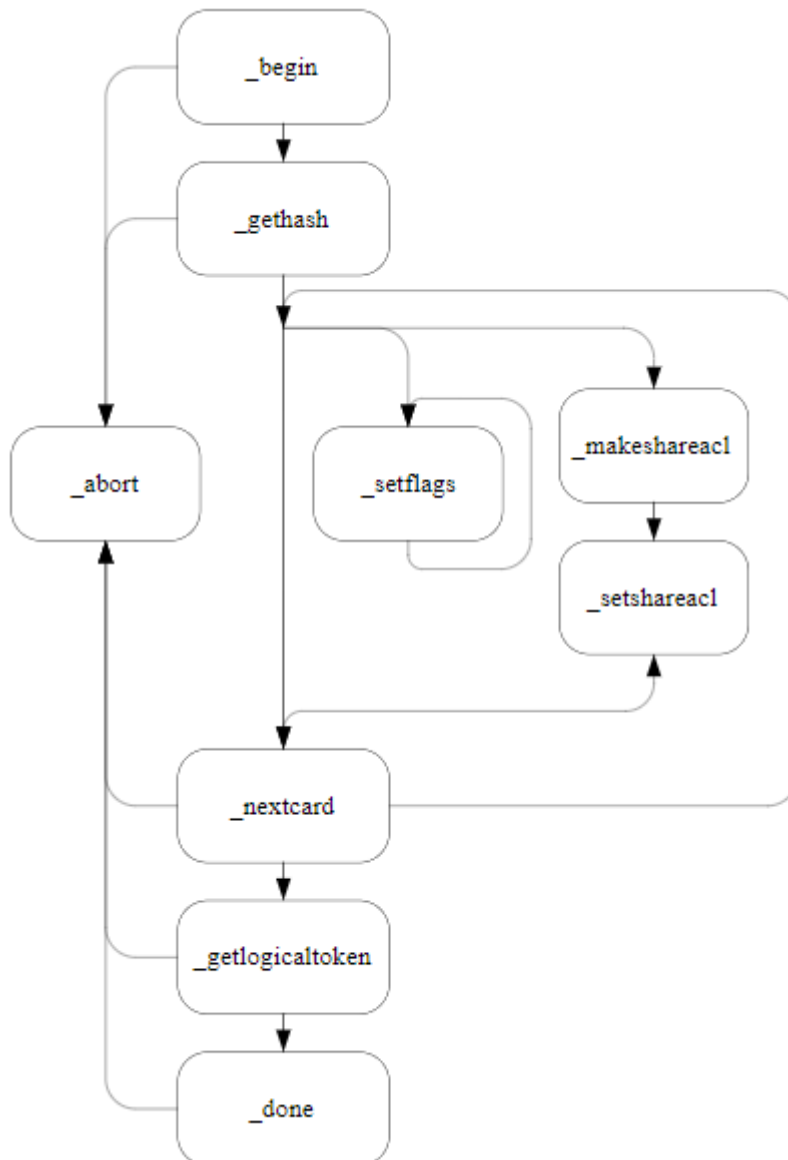 _begin
_gethash
_makeshareacl
_abort
_setflags
_setshareacl
_nextcard
_getlogicaltoken
_done